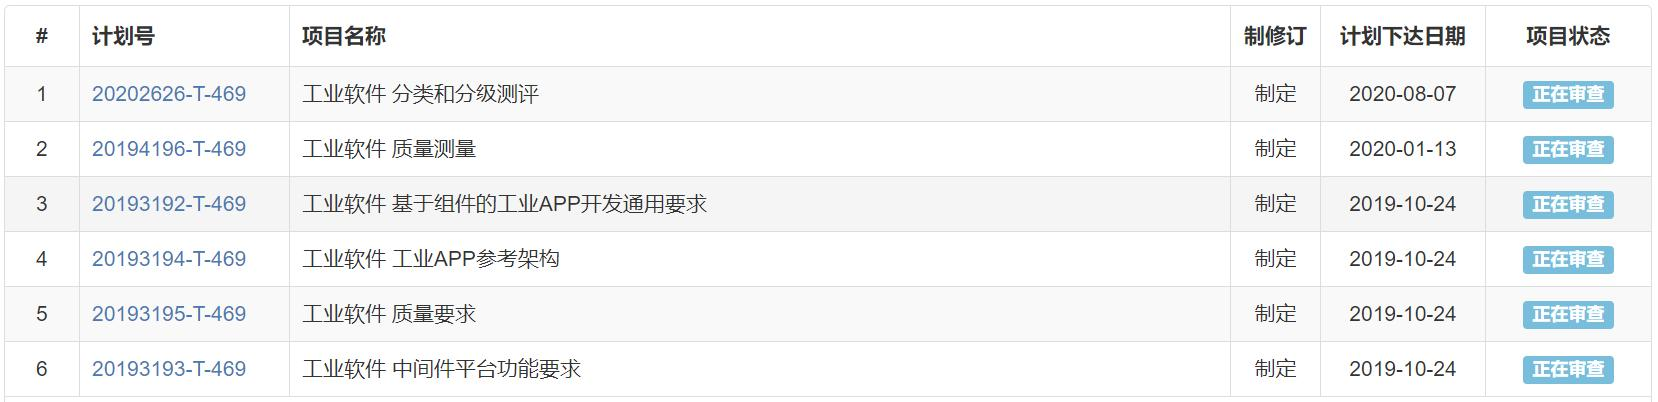 # 计划号 项目名称 制修订 计划下达日期 项目状态
1 20202626-T-469 工业软件 分类和分级测评 制定 2020-08-07 正在审查
2 20194196-T-469 工业软件 质量测量 制定 2020-01-13 正在审查
3 20193192-T-469 工业软件 基于组件的工业APP开发通用要求 制定 2019-10-24 正在审查
4 20193194-T-469 工业软件 工业APP参考架构 制定 2019-10-24 正在审查
5 20193195-T-469 工业软件 质量要求 制定 2019-10-24 正在审查
6 20193193-T-469 工业软件 中间件平台功能要求 制定 2019-10-24 正在审查